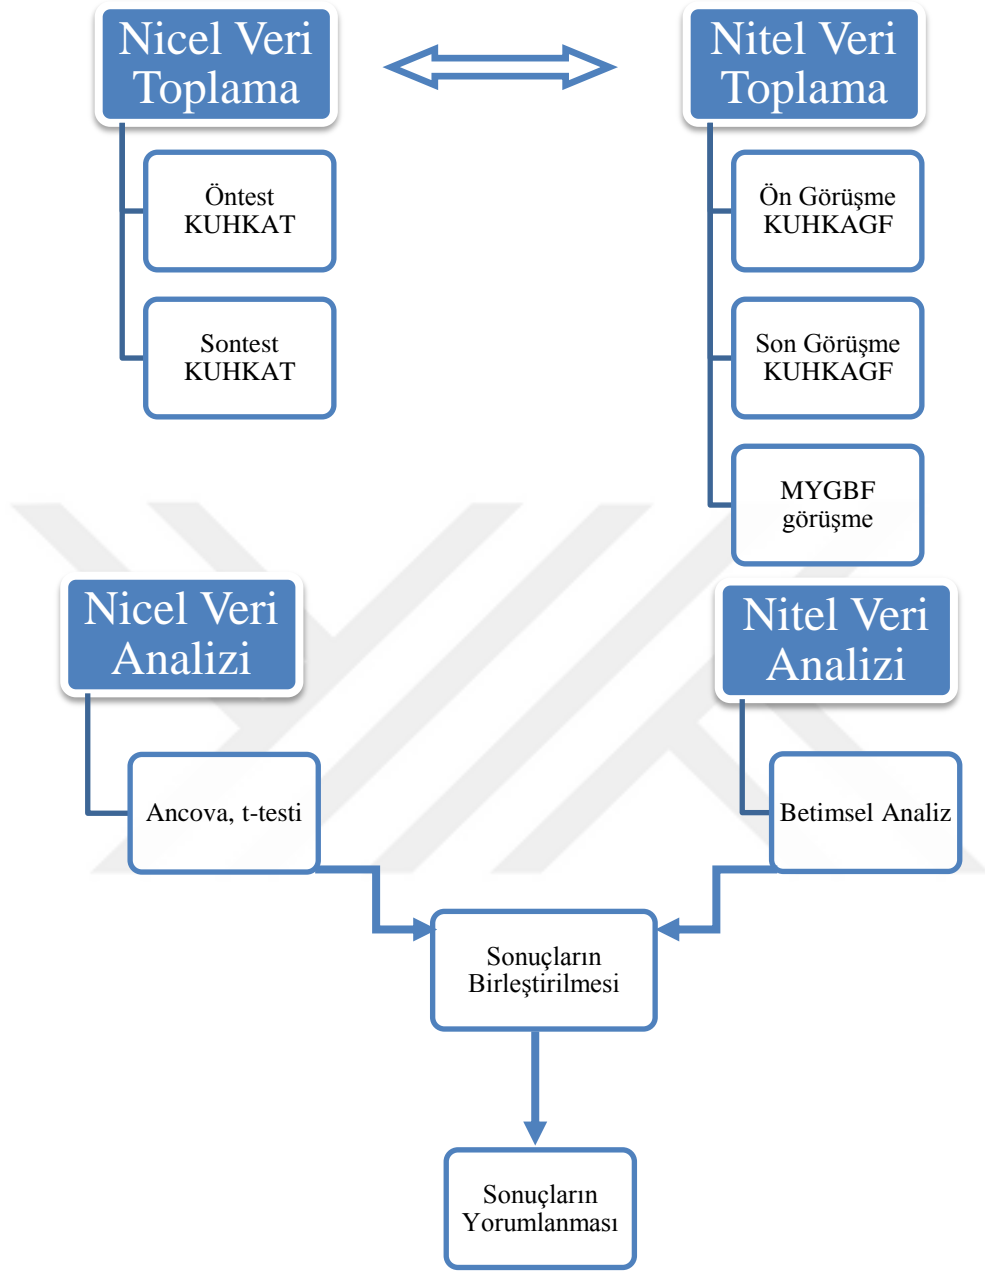 Nicel Veri
Toplama
Nitel Veri
Toplama
Öntest
KUHKAT
Ön Görüşme
KUHKAGF
Sontest
KUHKAT
Son Görüşme
KUHKAGF
MYGBF
görüşme
Nicel Veri
Analizi
Nitel Veri
Analizi
Ancova, t-testi
Betimsel Analiz
Sonuçların
Birleştirilmesi
Sonuçların
Yorumlanması